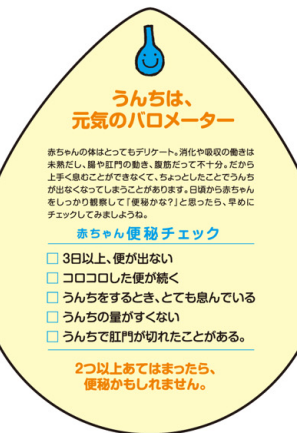 うんちは、
元気のバロメーター
赤ちゃんの体はとってもデリケート。消化や吸収の働きは
未熟だし、腸や肛門の動き、腹筋だって不十分。だから
上手く息むことができなくて、ちょっとしたことでうんち
が出なくなってしまうことがあります。日頃から赤ちゃん
をしっかり観察して「便秘かな?」と思ったら、早めに
チェックしてみましょうね。
赤ちゃん便秘チェック
□ 3日以上、便が出ない
□ コロコロした便が続く
□ うんちをするとき、とても息んでいる
□ うんちの量がすくない
□ うんちで肛門が切れたことがある。
2つ以上あてはまったら、
便秘かもしれません。